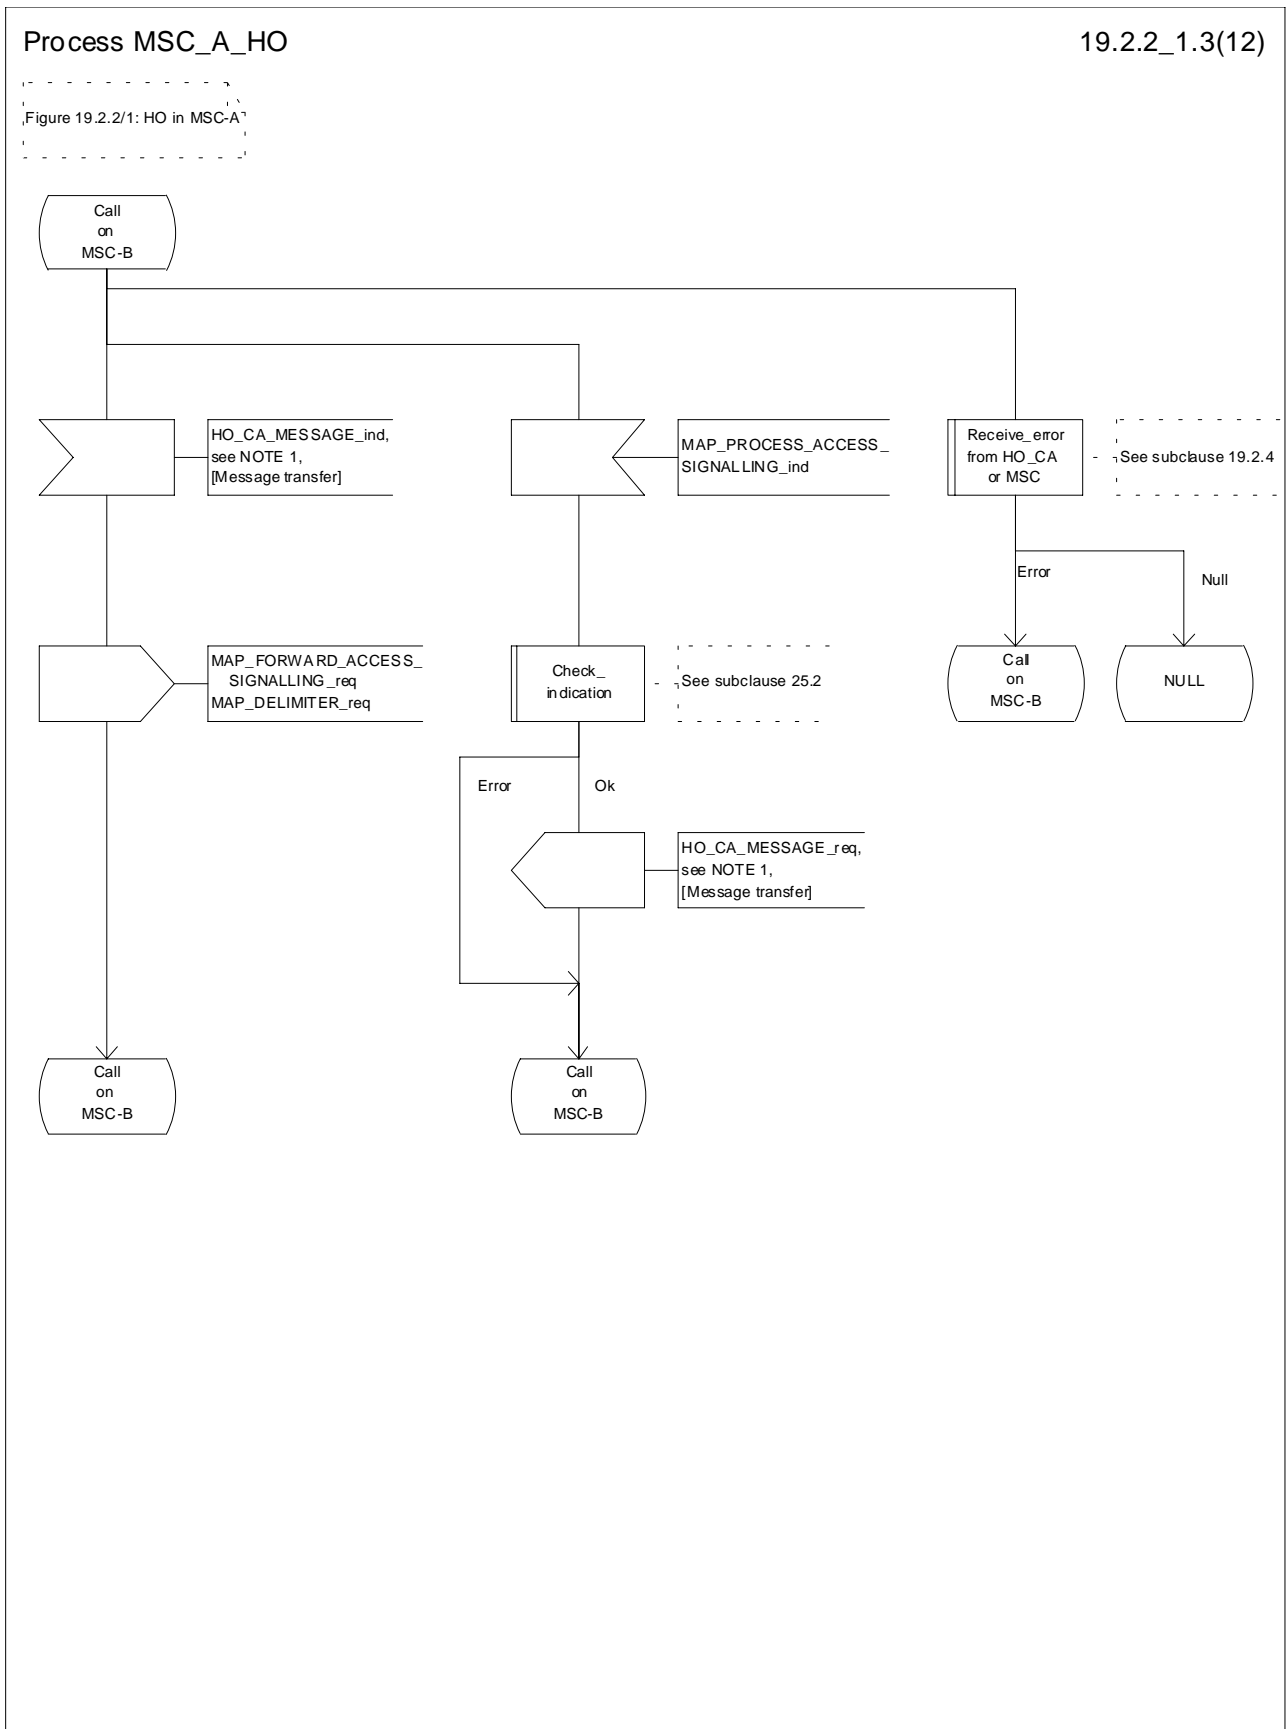 Process MSC_A_HO
19.2.2_1.3(12)
Figure 19.2.2/1: HO in MSC-A
Call
on
MSC-B
HO_CA_MESSAGE_ind,
see NOTE 1,
[Message transfer]
MAP_PROCESS_ACCESS_
SIGNALLING_ind
Receive_error
from HO_CA
or MSC
See subclause 19.2.4
Error
Null
MAP_FORWARD_ACCESS_
SIGNALLING_req
MAP_DELIMITER_req
Check_
indication
See subclause 25.2
Call
on
MSC-B
NULL
Error
Ok
HO_CA_MESSAGE_req,
see NOTE 1,
[Message transfer]
Call
on
MSC-B
Call
on
MSC-B